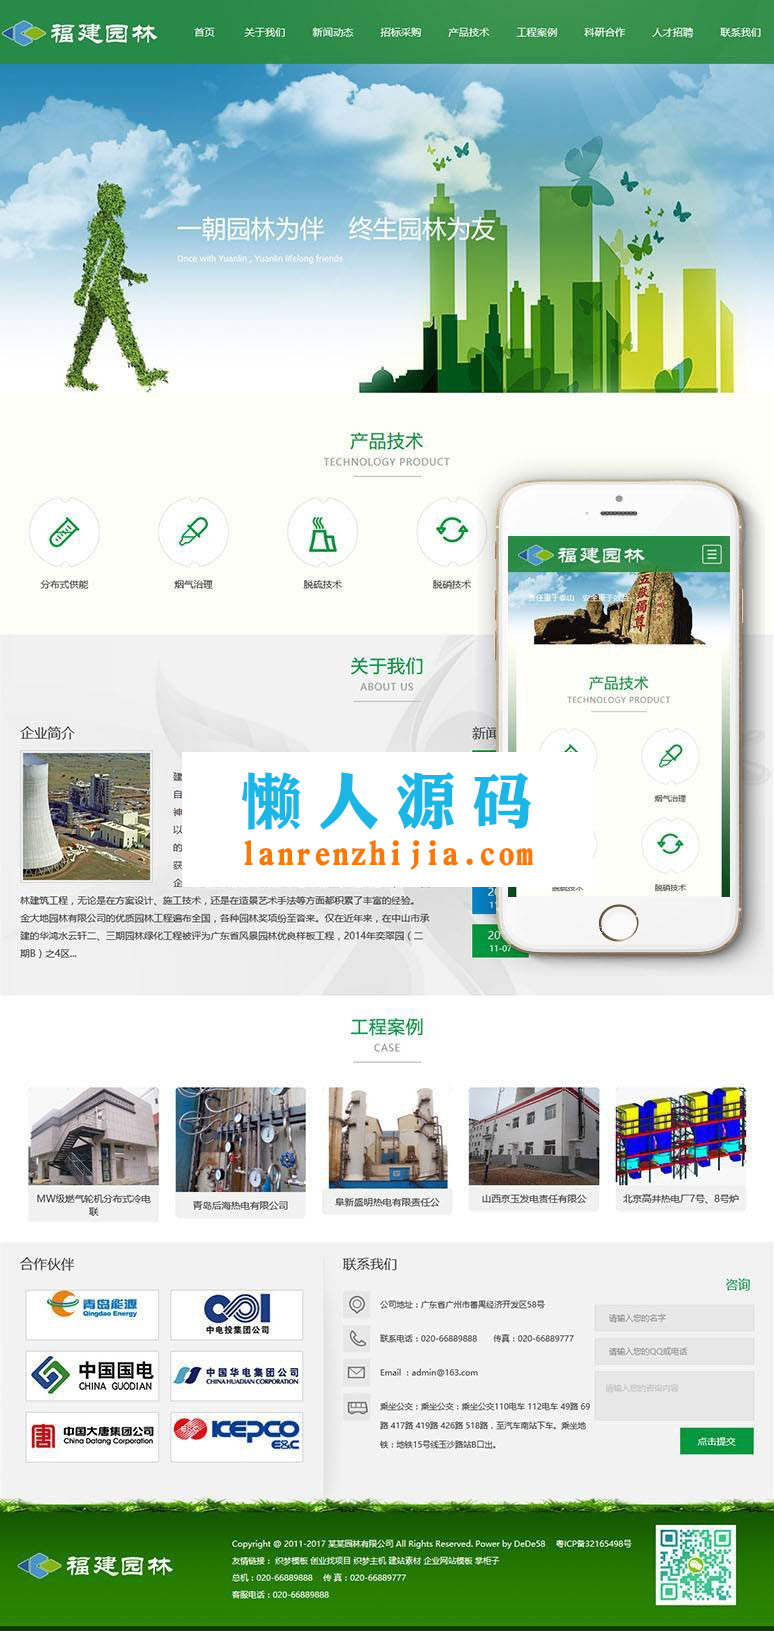 福建园林
首页 关于我们 新闻动态 招标采购 产品技术 工程案例 科研合作 人才招聘 联系我们
一朝园林为伴 终生园林为友
Once with Yuanlin , Yuanlin lifelong friends
产品技术
TECHNOLOGY PRODUCT
分布式供能 烟气治理 脱硫技术 脱硝技术
福建园林
责任重于泰山
五嶽獨尊
产品技术
TECHNOLOGY PRODUCT
烟气治理
脱硫技术 脱硝技术
关于我们
ABOUT US
企业简介
新闻
建
自
神
以
的
获
企
懒人源码
lanrenzhijia.com
林建筑工程，无论是在方案设计、施工技术，还是在造景艺术手法等方面都积累了丰富的经验。
金大地园林有限公司的优质园林工程遍布全国，各种园林奖项纷至沓来。仅在近年来，在中山市承
建的华鸿水云轩二、三期园林绿化工程被评为广东省风景园林优良样板工程，2014年奕翠园（二
期B）之4区...
20
11-07
工程案例
CASE
MW级燃气轮机分布式冷电
联
青岛后海热电有限公司
阜新盛明热电有限责任公
山西京玉发电责任有限公
北京高井热电厂7号、8号炉
合作伙伴
青岛能源
Qingdao Energy
中电投集团公司
中国国电
CHINA GUODIAN
中国华电集团公司
CHINA HUADIAN CORPORATION
中国大唐集团公司
China Datang Corporation
KEPCO
E&C
联系我们
公司地址：广东省广州市番禺经济开发区58号
联系电话：020-66889888 传真：020-66889777
Email ：admin@163.com
乘坐公交：乘坐公交：乘坐公交110电车 112电车 49路 69
路 417路 419路 426路 518路，至汽车南站下车。乘坐地
铁：地铁15号线玉沙路站B口出。
咨询
请输入您的名字
请输入您的QQ或电话
请输入您的咨询内容
点击提交
福建园林
Copyright @ 2011-2017 某某园林有限公司 All Rights Reserved. Power by DeDe58 粤ICP备32165498号
友情链接： 织梦模板 创业找项目 织梦主机 建站素材 企业网站模板 掌柜子
总机：020-66889888 传 真：020-66889777
客服电话：020-66889888